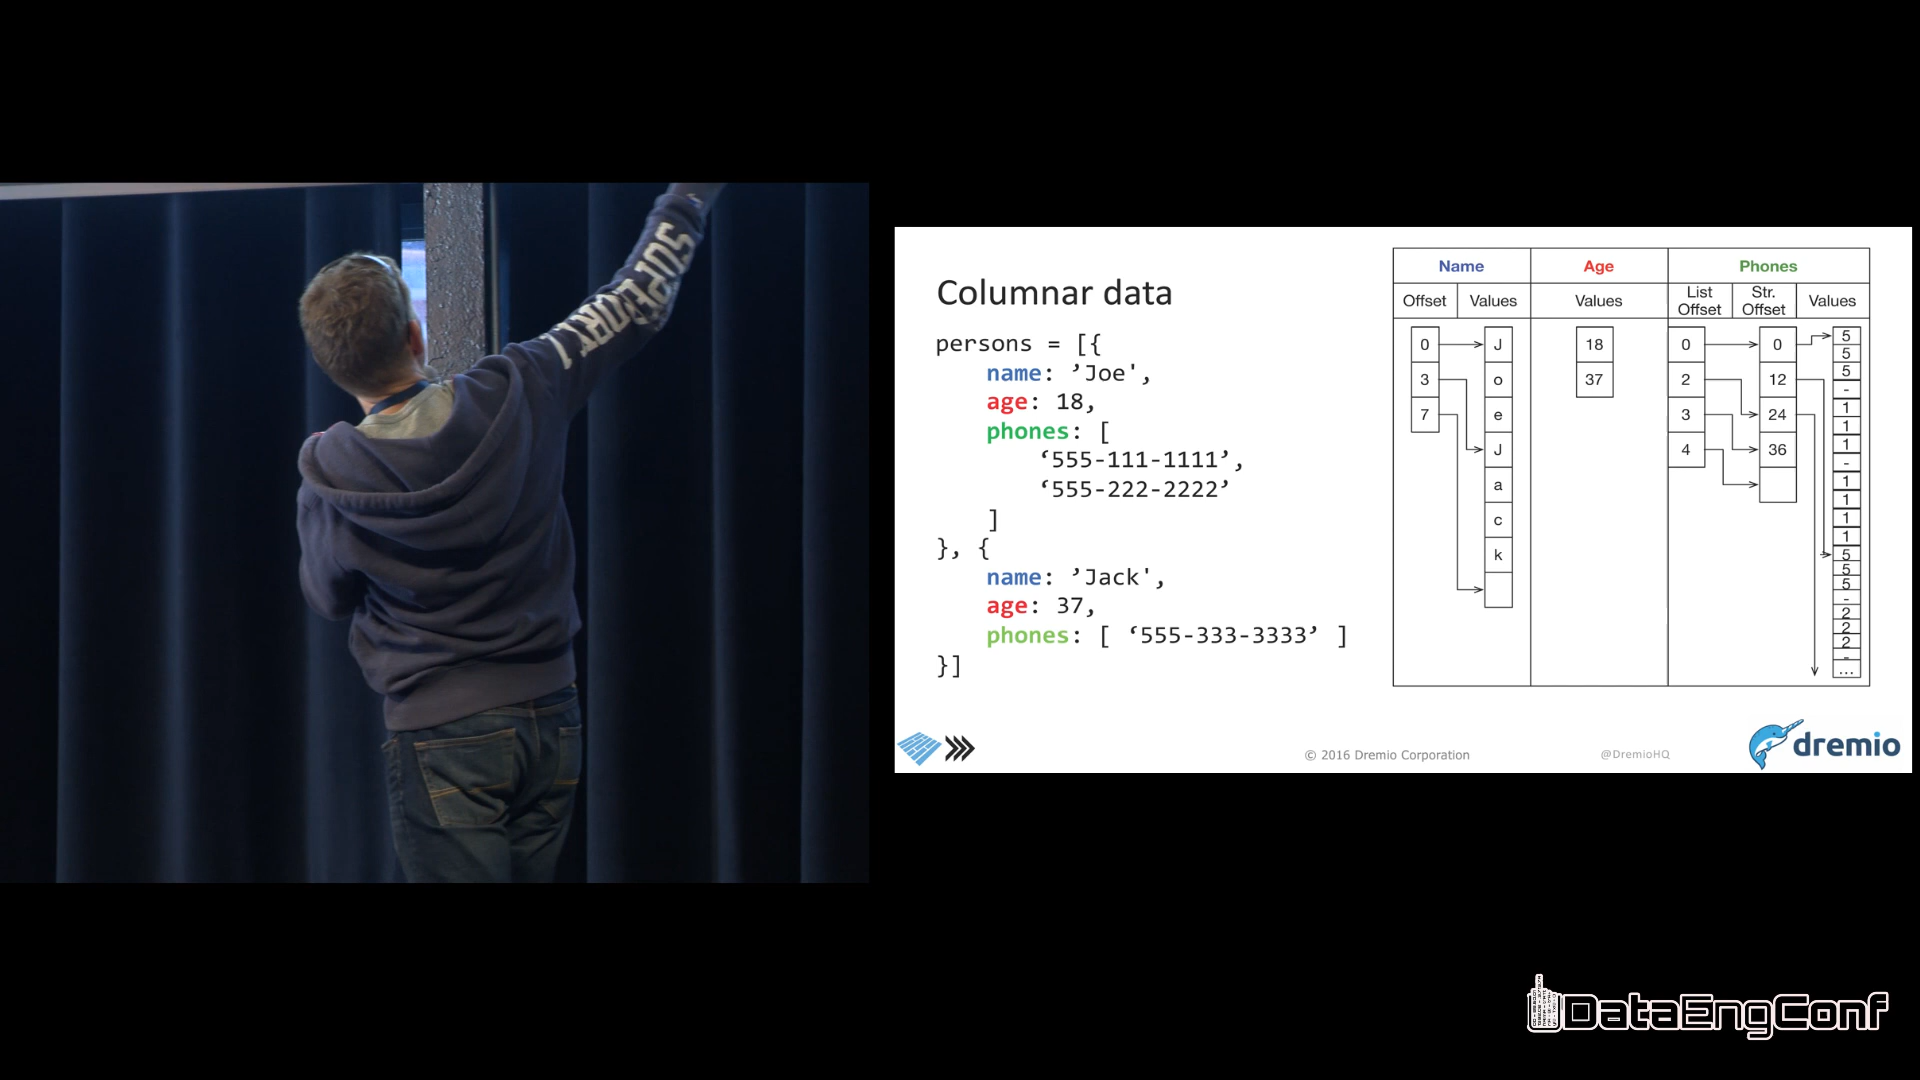 SUPERDRY
Columnar data
persons = [{
name: ’Joe',
age: 18,
phones: [
‘555-111-1111’,
‘555-222-2222’
]
}, {
name: ’Jack',
age: 37,
phones: [ ‘555-333-3333’ ]
}]
Name Age Phones
Offset Values Values List Offset Str. Offset Values
0 J 18 0 0 5
5
3 o 37 2 12 5
-
7 e 3 24 1
1
J 4 36 1
-
a 1
1
c 1
1
k 5
5
5
-
2
2
2
-
...
© 2016 Dremio Corporation
@DremioHQ
dremio
DataEngConf